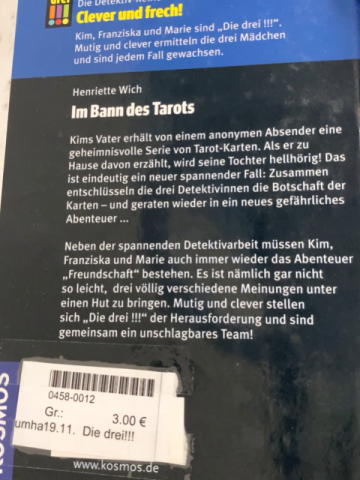 Die Detektiv-
Clever und frech!
Kim, Franziska und Marie sind „Die drei !!!".
Mutig und clever ermitteln die drei Mädchen
und sind jedem Fall gewachsen.
Henriette Wich
Im Bann des Tarots
Kims Vater erhält von einem anonymen Absender eine
geheimnisvolle Serie von Tarot-Karten. Als er zu
Hause davon erzählt, wird seine Tochter hellhörig! Das
ist eindeutig ein neuer spannender Fall: Zusammen
entschlüsseln die drei Detektivinnen die Botschaft der
Karten – und geraten wieder in ein neues gefährliches
Abenteuer ...
Neben der spannenden Detektivarbeit müssen Kim,
Franziska und Marie auch immer wieder das Abenteuer
„Freundschaft" bestehen. Es ist nämlich gar nicht
so leicht, drei völlig verschiedene Meinungen unter
einen Hut zu bringen. Mutig und clever stellen
sich „Die drei !!!" der Herausforderung und sind
gemeinsam ein unschlagbares Team!
KOSMOS
0458-0012
Gr.:
3.00 €
umha19.11. Die drei!!!
www.kosmos.de